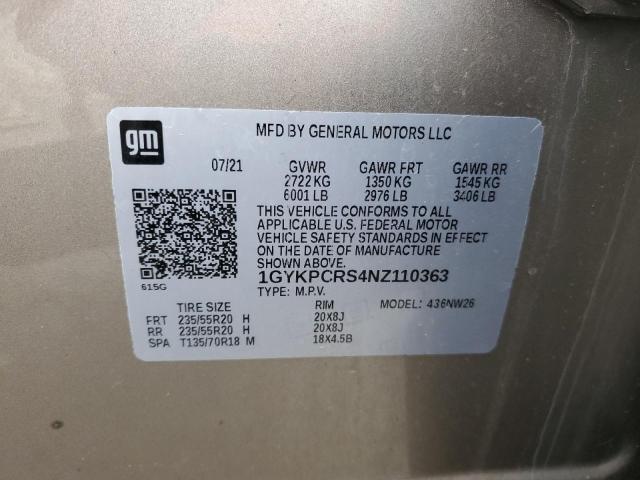 gm
MFD BY GENERAL MOTORS LLC
07/21 GVWR GAWR FRT GAWR RR
2722 KG 1350 KG 1545 KG
6001 LB 2976 LB 3406 LB
THIS VEHICLE CONFORMS TO ALL
APPLICABLE U.S. FEDERAL MOTOR
VEHICLE SAFETY STANDARDS IN EFFECT
ON THE DATE OF MANUFACTURE
SHOWN ABOVE.
615G
1GYKPCRS4NZ110363
TYPE: M.P.V.
TIRE SIZE RIM MODEL: 436NW26
FRT 235/55R20 H 20X8J
RR 235/55R20 H 20X8J
SPA T135/70R18 M 18X4.5B